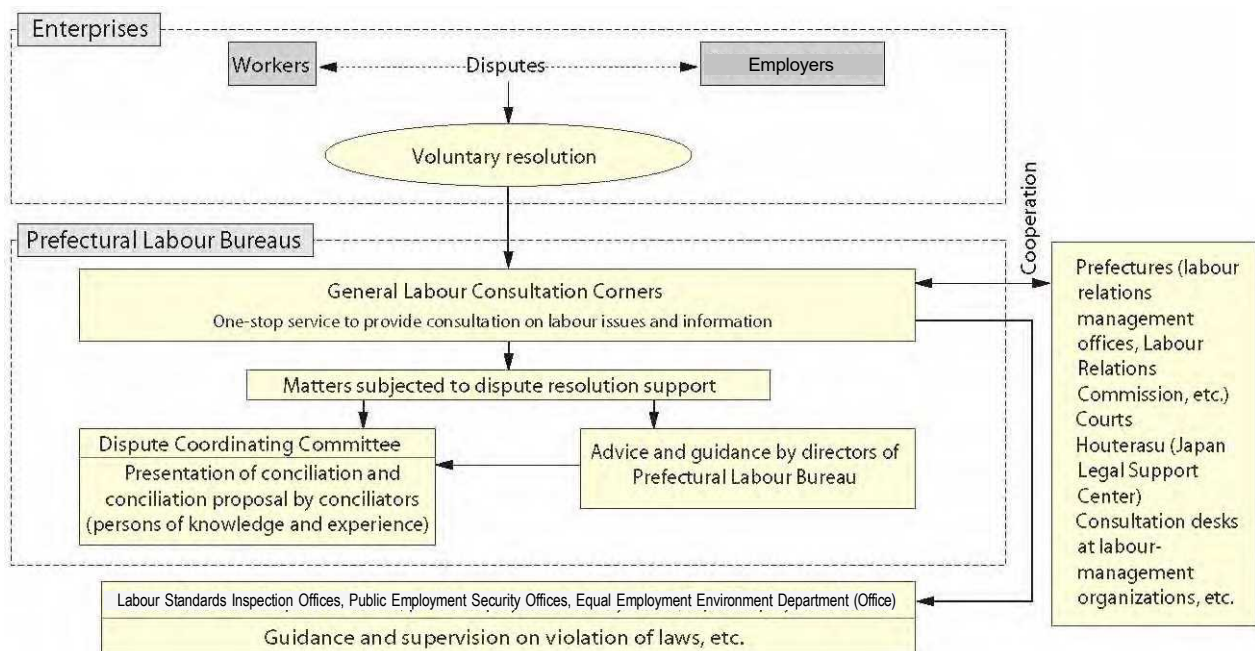 Enterprises
Workers
Disputes
Employers
Voluntary resolution
Cooperation
Prefectural Labour Bureaus
General Labour Consultation Corners
One-stop service to provide consultation on labour issues and information
Matters subjected to dispute resolution support
Dispute Coordinating Committee
Presentation of conciliation and
conciliation proposal by conciliators
(persons of knowledge and experience)
Advice and guidance by directors of
Prefectural Labour Bureau
Prefectures (labour
relations
management
offices, Labour
Relations
Commission, etc.)
Courts
Houterasu (Japan
Legal Support
Center)
Consultation desks
at labour-
management
organizations, etc.
Labour Standards Inspection Offices, Public Employment Security Offices, Equal Employment Environment Department (Office)
Guidance and supervision on violation of laws, etc.